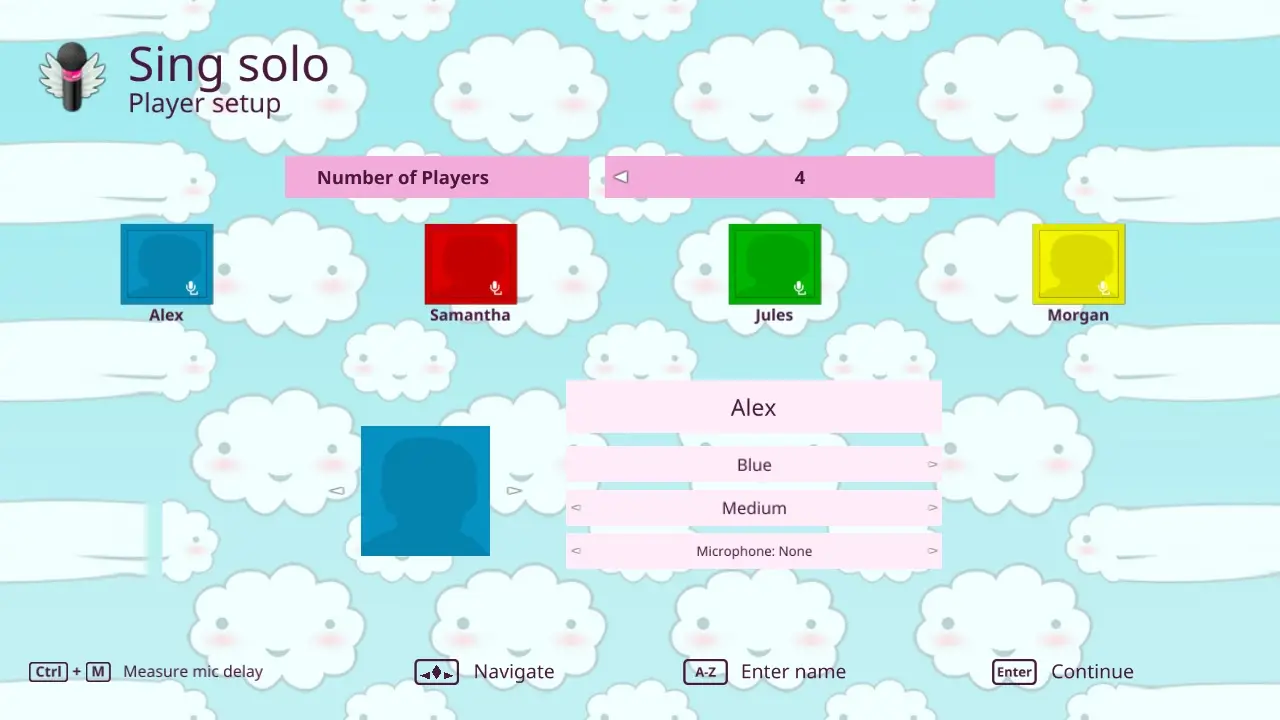 Sing solo
Player setup
Number of Players
4
Alex
Samantha
Jules
Morgan
Alex
Blue
Medium
Microphone: None
Ctrl + M Measure mic delay
Navigate
A-Z Enter name
Enter Continue